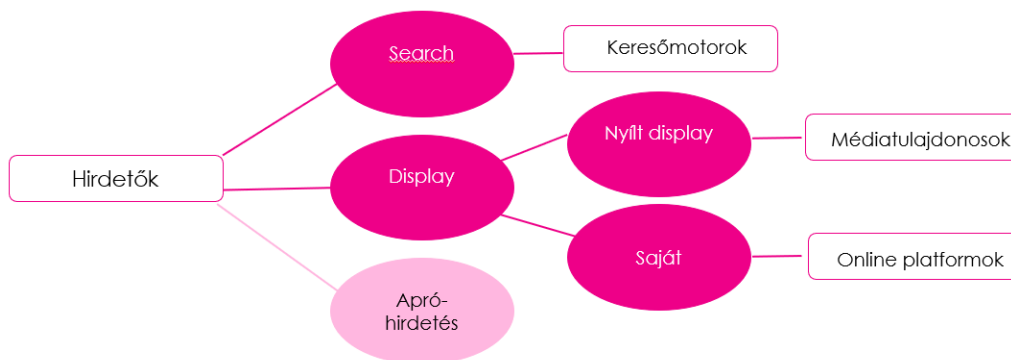 Search
Keresőmotorok
Nyílt display
Médiatulajdonosok
Hirdetők
Display
Saját
Online platformok
Apró-
hirdetés